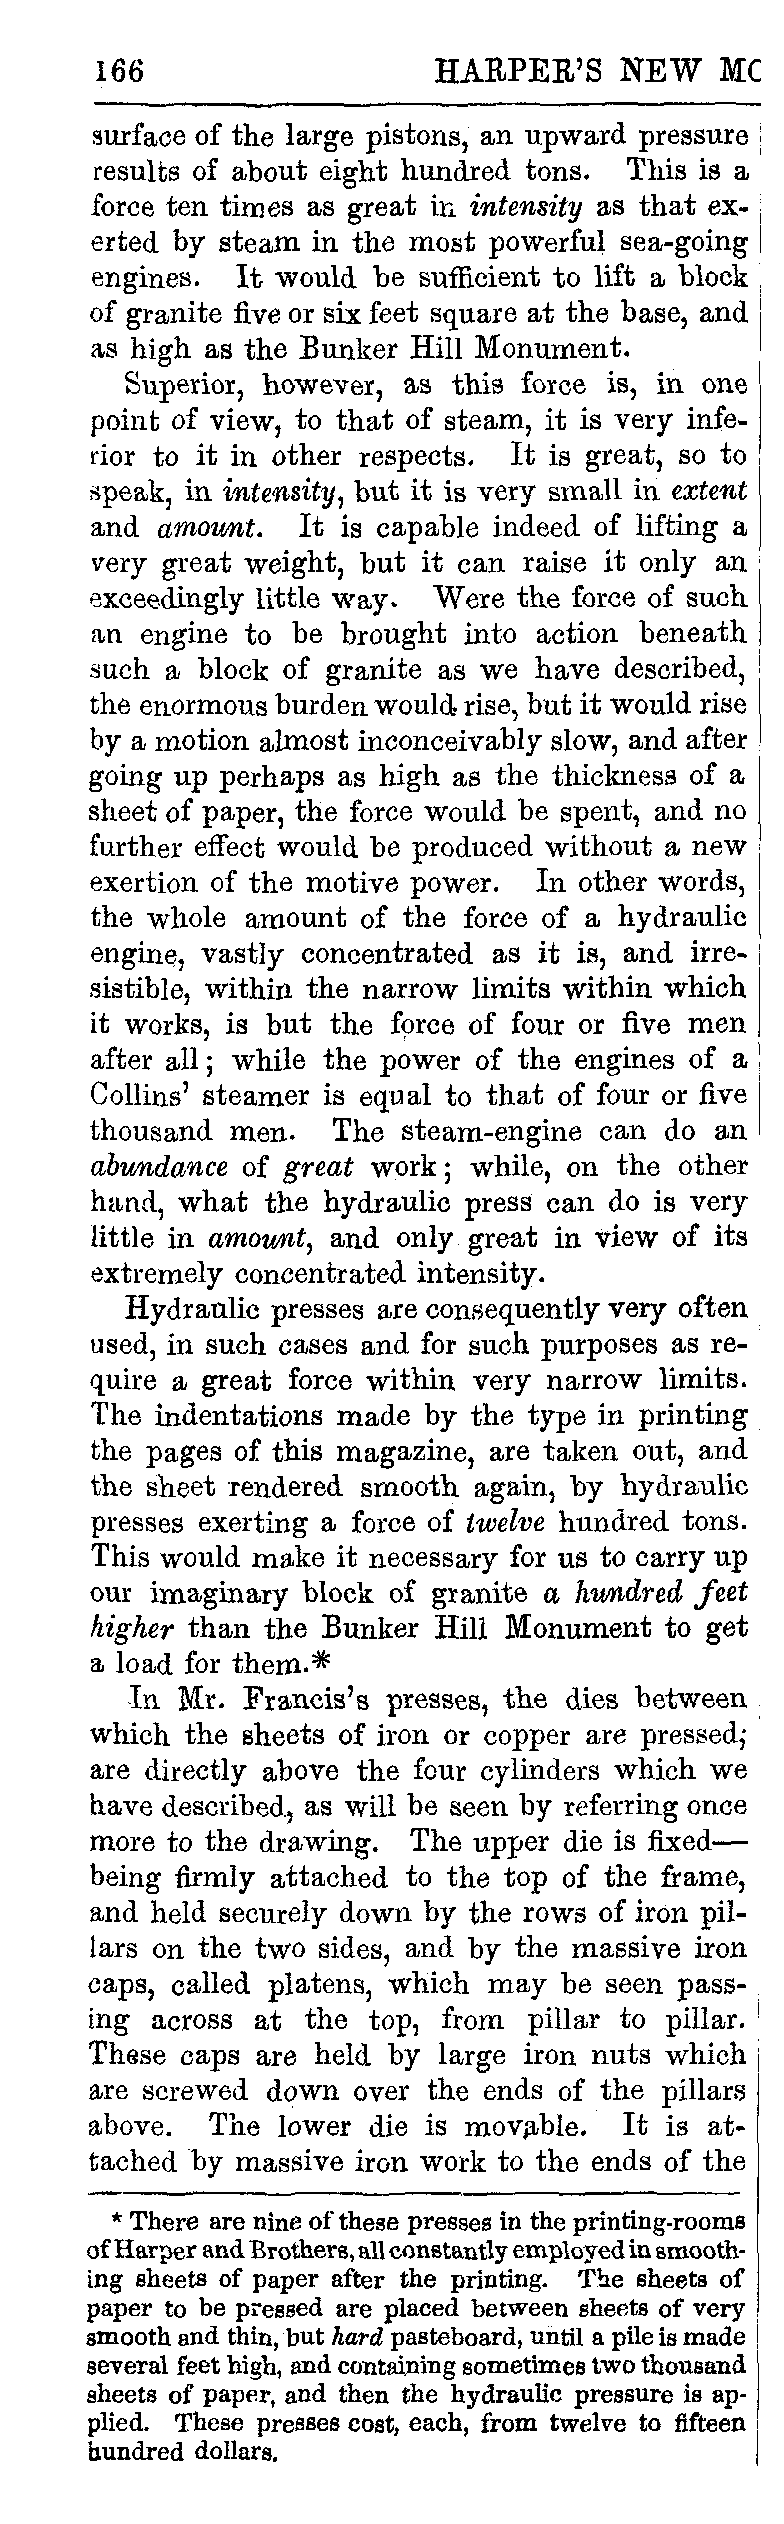 166 HARPER'S NEW MO
surface of the large pistons, an upward pressure
results of about eight hundred tons. This is a
force ten times as great in intensity as that ex-
erted by steam in the most powerful sea-going
engines. It would be sufficient to lift a block
of granite five or six feet square at the base, and
as high as the Bunker Hill Monument.
Superior, however, as this force is, in one
point of view, to that of steam, it is very infe-
rior to it in other respects. It is great, so to
speak, in intensity, but it is very small in extent
and amount. It is capable indeed of lifting a
very great weight, but it can raise it only an
exceedingly little way. Were the force of such
an engine to be brought into action beneath
such a block of granite as we have described,
the enormous burden would rise, but it would rise
by a motion almost inconceivably slow, and after
going up perhaps as high as the thickness of a
sheet of paper, the force would be spent, and no
further effect would be produced without a new
exertion of the motive power. In other words,
the whole amount of the force of a hydraulic
engine, vastly concentrated as it is, and irre-
sistible, within the narrow limits within which
it works, is but the force of four or five men
after all; while the power of the engines of a
Collins' steamer is equal to that of four or five
thousand men. The steam-engine can do an
abundance of great work; while, on the other
hand, what the hydraulic press can do is very
little in amount, and only great in view of its
extremely concentrated intensity.
Hydraulic presses are consequently very often
used, in such cases and for such purposes as re-
quire a great force within very narrow limits.
The indentations made by the type in printing
the pages of this magazine, are taken out, and
the sheet rendered smooth again, by hydraulic
presses exerting a force of twelve hundred tons.
This would make it necessary for us to carry up
our imaginary block of granite a hundred feet
higher than the Bunker Hill Monument to get
a load for them.*
In Mr. Francis's presses, the dies between
which the sheets of iron or copper are pressed,
are directly above the four cylinders which we
have described, as will be seen by referring once
more to the drawing. The upper die is fixed—
being firmly attached to the top of the frame,
and held securely down by the rows of iron pil-
lars on the two sides, and by the massive iron
caps, called platens, which may be seen pass-
ing across at the top, from pillar to pillar.
These caps are held by large iron nuts which
are screwed down over the ends of the pillars
above. The lower die is movable. It is at-
tached by massive iron work to the ends of the
* There are nine of these presses in the printing-rooms
of Harper and Brothers, all constantly employed in smooth-
ing sheets of paper after the printing. The sheets of
paper to be pressed are placed between sheets of very
smooth and thin, but hard pasteboard, until a pile is made
several feet high, and containing sometimes two thousand
sheets of paper, and then the hydraulic pressure is ap-
plied. These presses cost, each, from twelve to fifteen
hundred dollars.